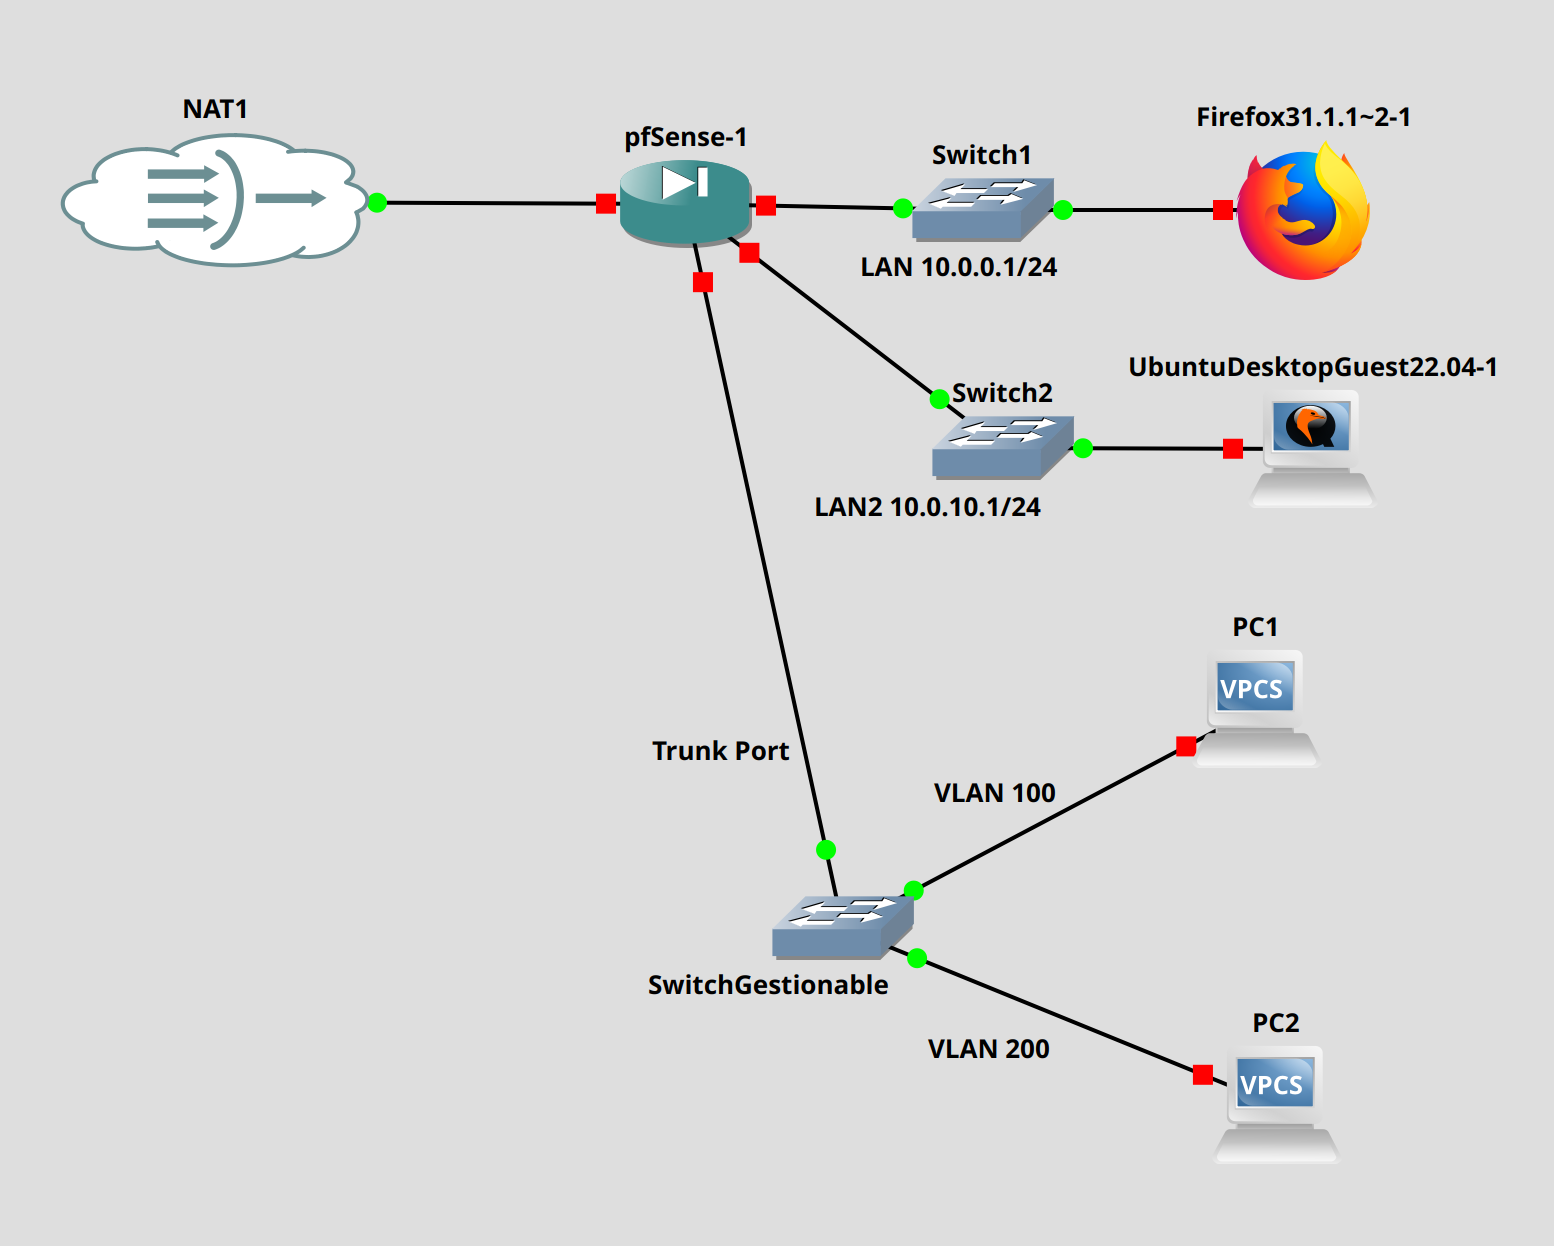 NAT1
pfSense-1
Switch1
Firefox31.1.1~2-1
LAN 10.0.0.1/24
UbuntuDesktopGuest22.04-1
Switch2
LAN2 10.0.10.1/24
PC1
VPCS
Trunk Port
VLAN 100
SwitchGestionable
PC2
VLAN 200
VPCS